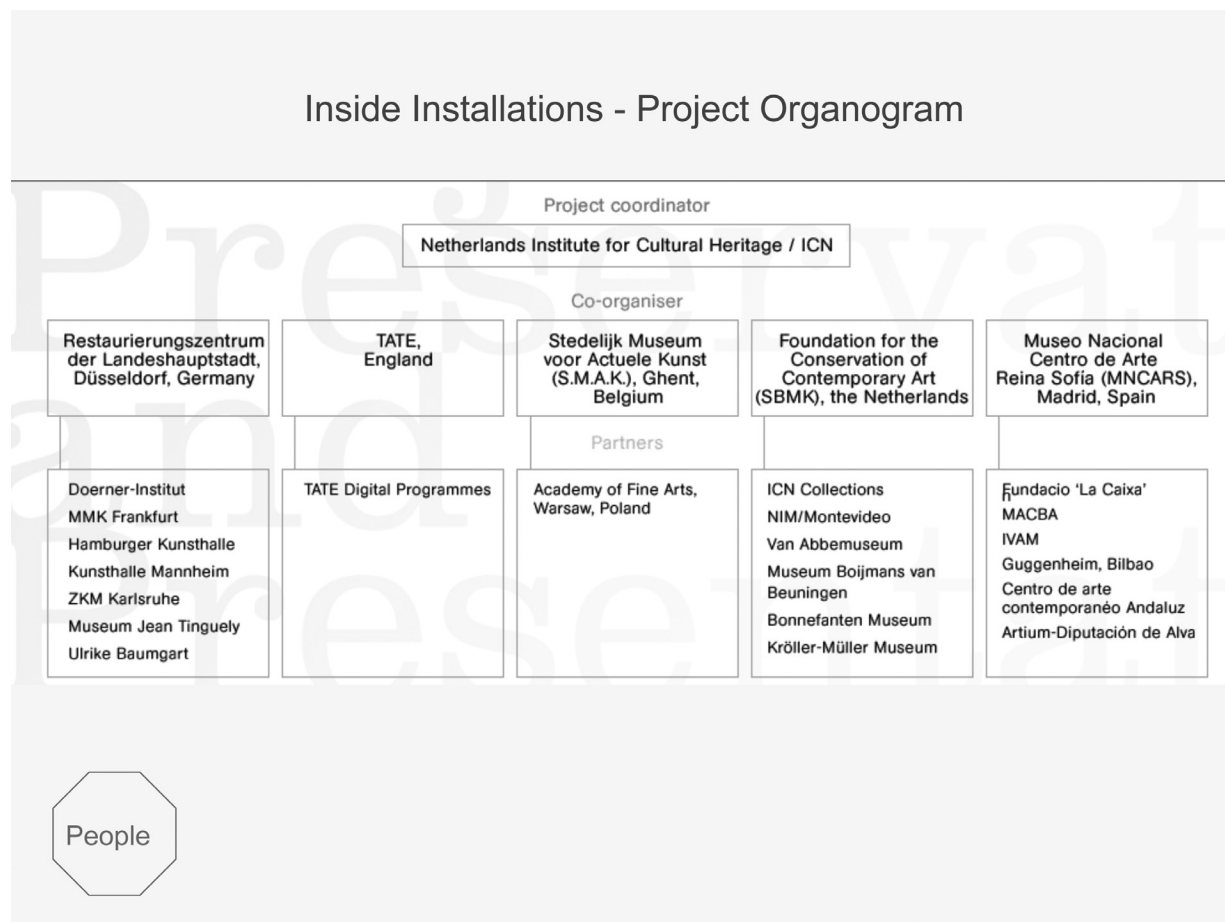 Inside Installations - Project Organogram
Project coordinator
Netherlands Institute for Cultural Heritage / ICN
Co-organiser
Restaurierungszentrum
der Landeshauptstadt,
Düsseldorf, Germany
TATE,
England
Stedelijk Museum
voor Actuele Kunst
(S.M.A.K.), Ghent,
Belgium
Foundation for the
Conservation of
Contemporary Art
(SBMK), the Netherlands
Museo Nacional
Centro de Arte
Reina Sofía (MNCARS),
Madrid, Spain
Partners
Doerner-Institut
MMK Frankfurt
Hamburger Kunsthalle
Kunsthalle Mannheim
ZKM Karlsruhe
Museum Jean Tinguely
Ulrike Baumgart
TATE Digital Programmes
Academy of Fine Arts,
Warsaw, Poland
ICN Collections
NIM/Montevideo
Van Abbemuseum
Museum Boijmans van
Beuningen
Bonnefanten Museum
Kröller-Müller Museum
Fundacio ‘La Caixa’
MACBA
IVAM
Guggenheim, Bilbao
Centro de arte
contemporanéo Andaluz
Artium-Diputación de Alva
Preservat
and
Presentat
People